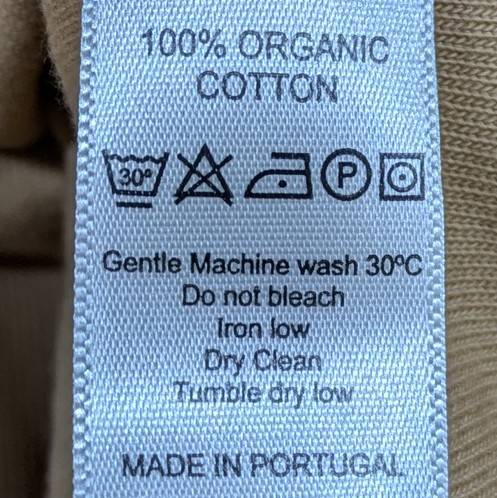 100% ORGANIC
COTTON
30° P
Gentle Machine wash 30ºC
Do not bleach
Iron low
Dry Clean
Tumble dry low
MADE IN PORTUGAL